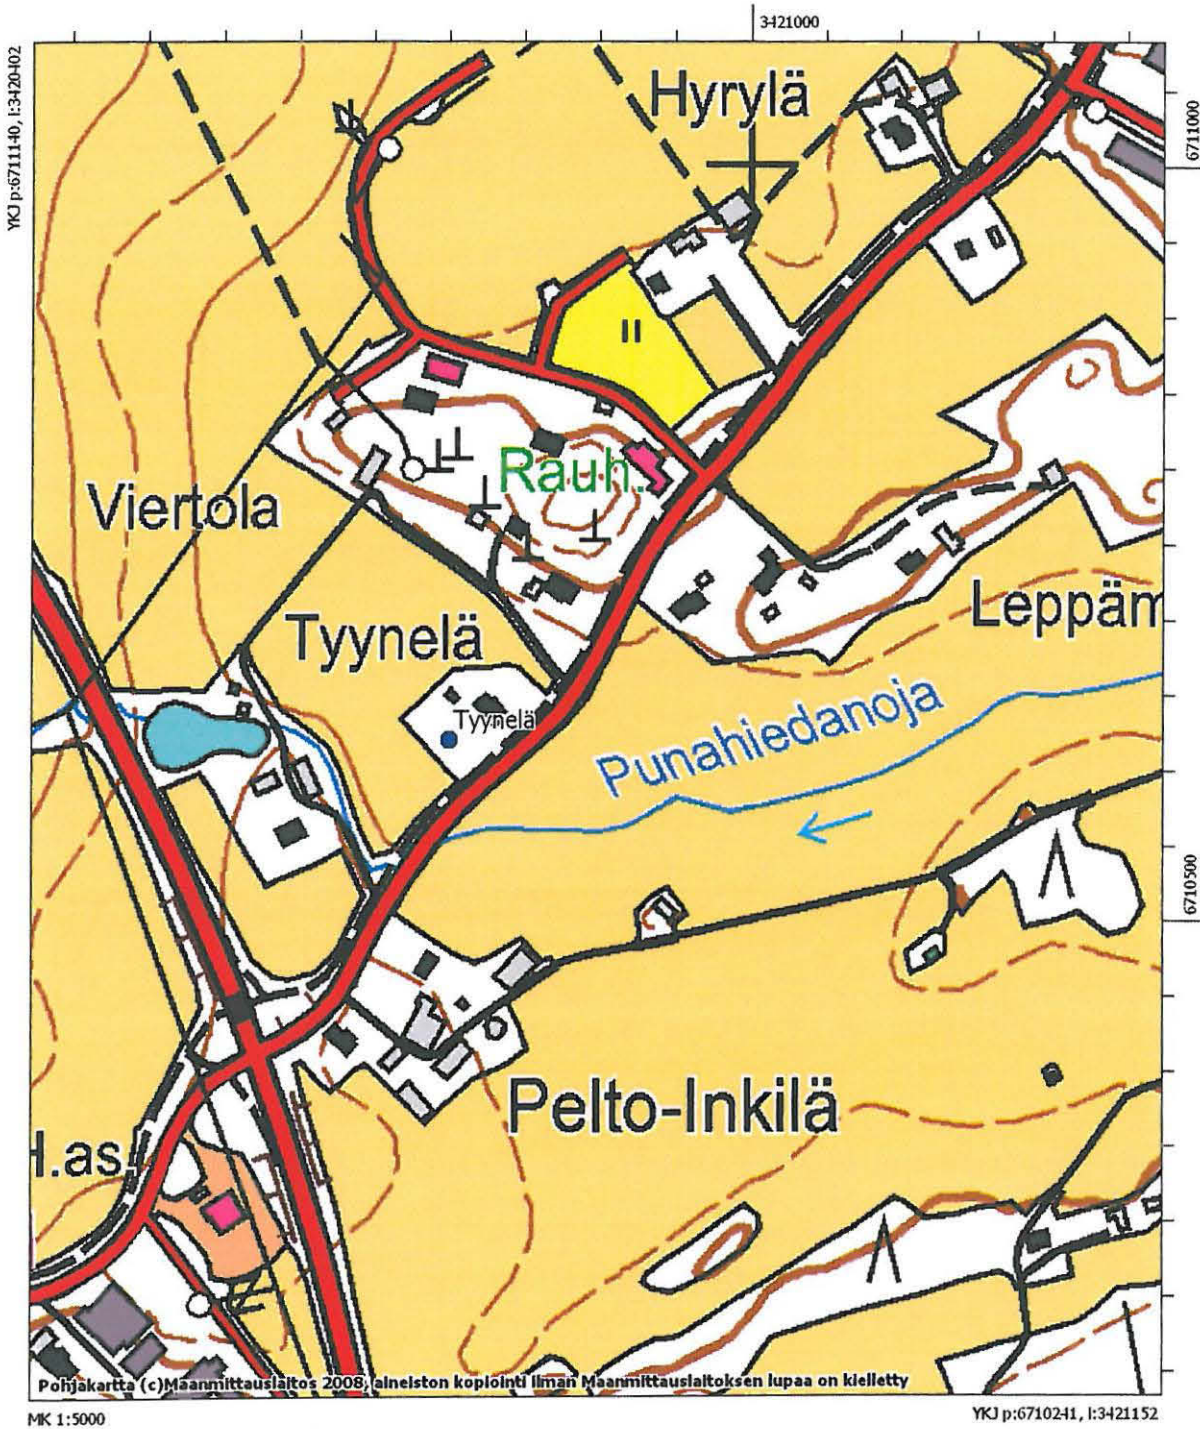 3421000
YKJ p:6711140, I:3420402
6711000
Hyrylä
II
Rauh.
Viertola
Leppäm
Tyynelä
Tyynelä
Punahiedanoja
6710500
Pelto-Inkilä
I.as.
Pohjakartta (c)Maanmittauslaitos 2008, aineiston kopiointi ilman Maanmittauslaitoksen lupaa on kielletty
MK 1:5000
YKJ p:6710241, I:3421152